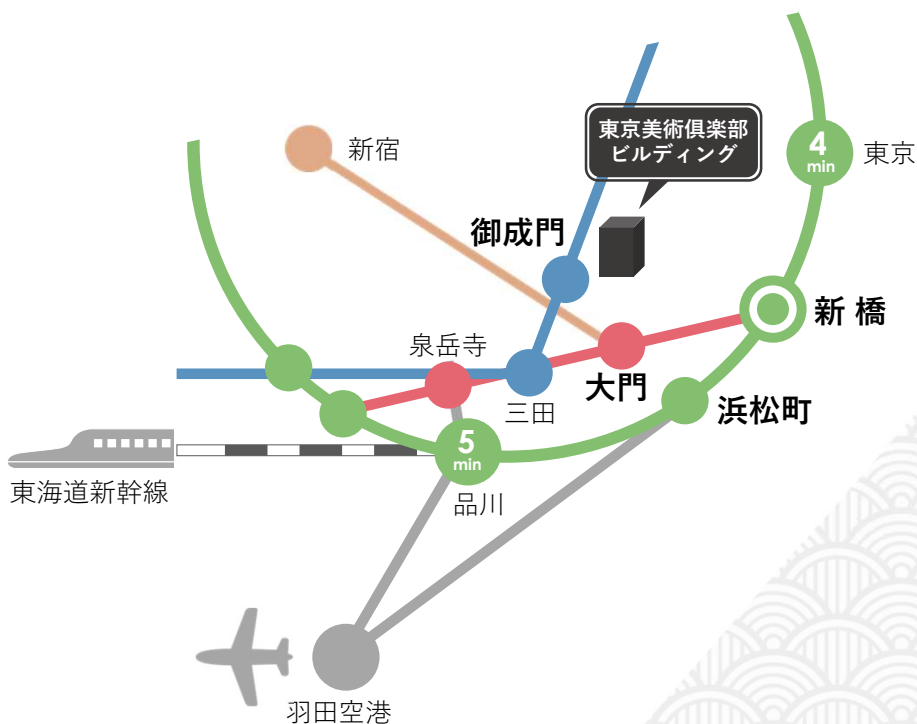 新宿
東京美術倶楽部
ビルディング
4
min
東京
御成門
新橋
泉岳寺
大門
三田
浜松町
5
min
東海道新幹線
品川
羽田空港